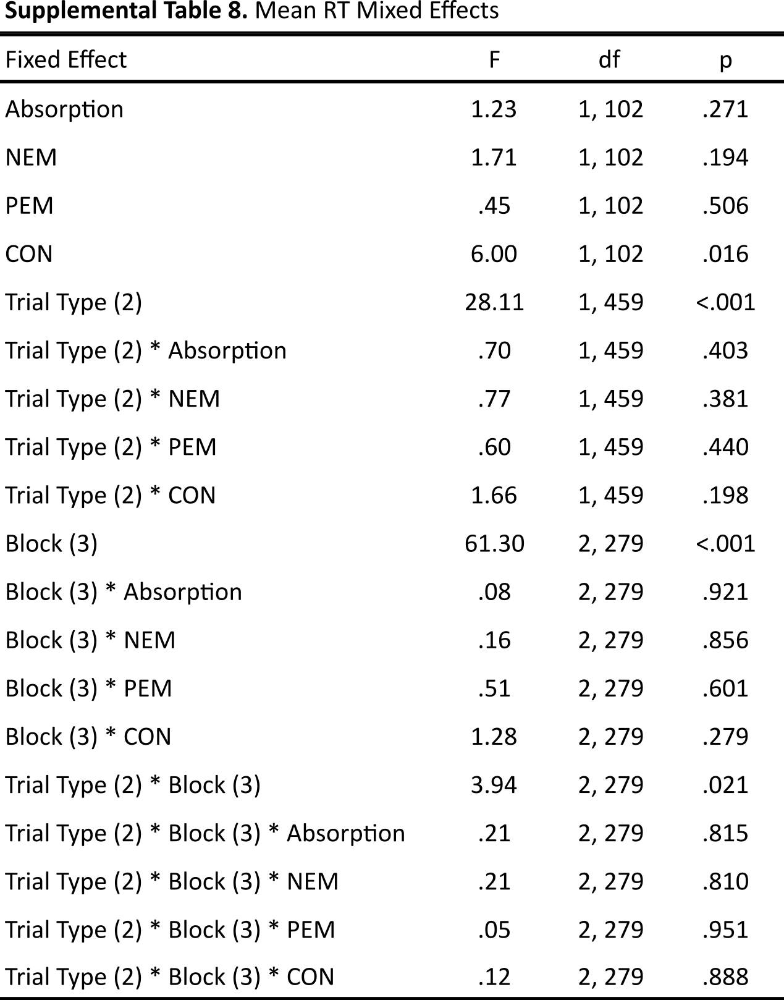 Supplemental Table 8. Mean RT Mixed Effects
Fixed Effect F df p
Absorption 1.23 1, 102 .271
NEM 1.71 1, 102 .194
PEM .45 1, 102 .506
CON 6.00 1, 102 .016
Trial Type (2) 28.11 1, 459 <.001
Trial Type (2) * Absorption .70 1, 459 .403
Trial Type (2) * NEM .77 1, 459 .381
Trial Type (2) * PEM .60 1, 459 .440
Trial Type (2) * CON 1.66 1, 459 .198
Block (3) 61.30 2, 279 <.001
Block (3) * Absorption .08 2, 279 .921
Block (3) * NEM .16 2, 279 .856
Block (3) * PEM .51 2, 279 .601
Block (3) * CON 1.28 2, 279 .279
Trial Type (2) * Block (3) 3.94 2, 279 .021
Trial Type (2) * Block (3) * Absorption .21 2, 279 .815
Trial Type (2) * Block (3) * NEM .21 2, 279 .810
Trial Type (2) * Block (3) * PEM .05 2, 279 .951
Trial Type (2) * Block (3) * CON .12 2, 279 .888